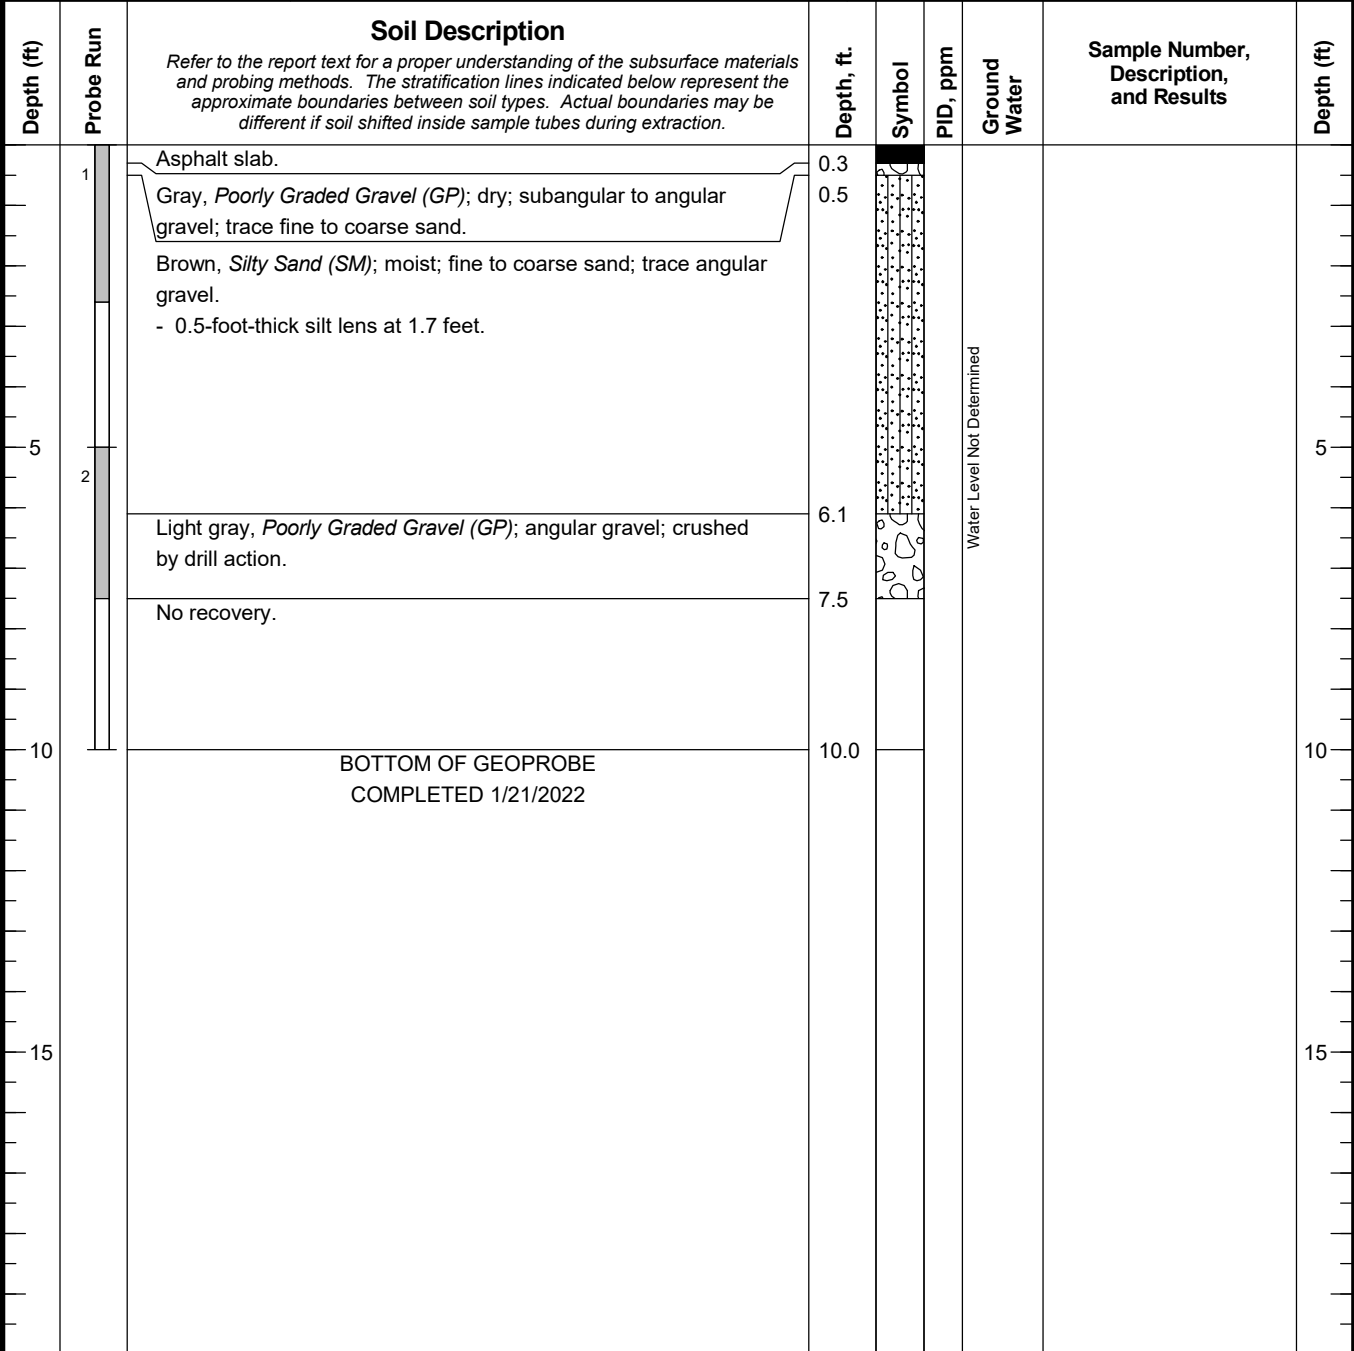 Depth (ft)
Probe Run
Soil Description
Refer to the report text for a proper understanding of the subsurface materials
and probing methods. The stratification lines indicated below represent the
approximate boundaries between soil types. Actual boundaries may be
different if soil shifted inside sample tubes during extraction.
Depth, ft.
Symbol
PID, ppm
Ground
Water
Sample Number,
Description,
and Results
Depth (ft)
Asphalt slab.
0.3
1
Gray, Poorly Graded Gravel (GP); dry; subangular to angular
gravel; trace fine to coarse sand.
0.5
Brown, Silty Sand (SM); moist; fine to coarse sand; trace angular
gravel.
- 0.5-foot-thick silt lens at 1.7 feet.
Water Level Not Determined
5
5
2
6.1
Light gray, Poorly Graded Gravel (GP); angular gravel; crushed
by drill action.
7.5
No recovery.
10
10.0
10
BOTTOM OF GEOPROBE
COMPLETED 1/21/2022
15
15